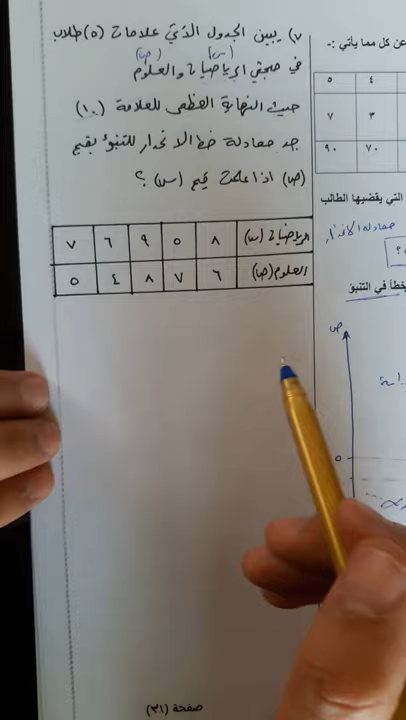 ٧) يبين الجدول الآتي علامات (٥) طلاب
(س) (ص)
في مبحثي الرياضيات والعلوم
حيث النهاية العظمى للعلامة (١٠)
جد معادلة خط الانحدار للتنبؤ بقيم
(ص) اذا علمت قيم (س) ؟
الرياضيات (س) ٨ ٥ ٩ ٦ ٧
العلوم (ص) ٦ ٧ ٨ ٤ ٥
صفحة (٣١)
عن كل مما يأتي :-
٤ ٥
٣ ٧
٧٠ ٩٠
التي يقضيها الطالب
معادلة الانحدار
؟
خطأ في التنبؤ
ص
٥